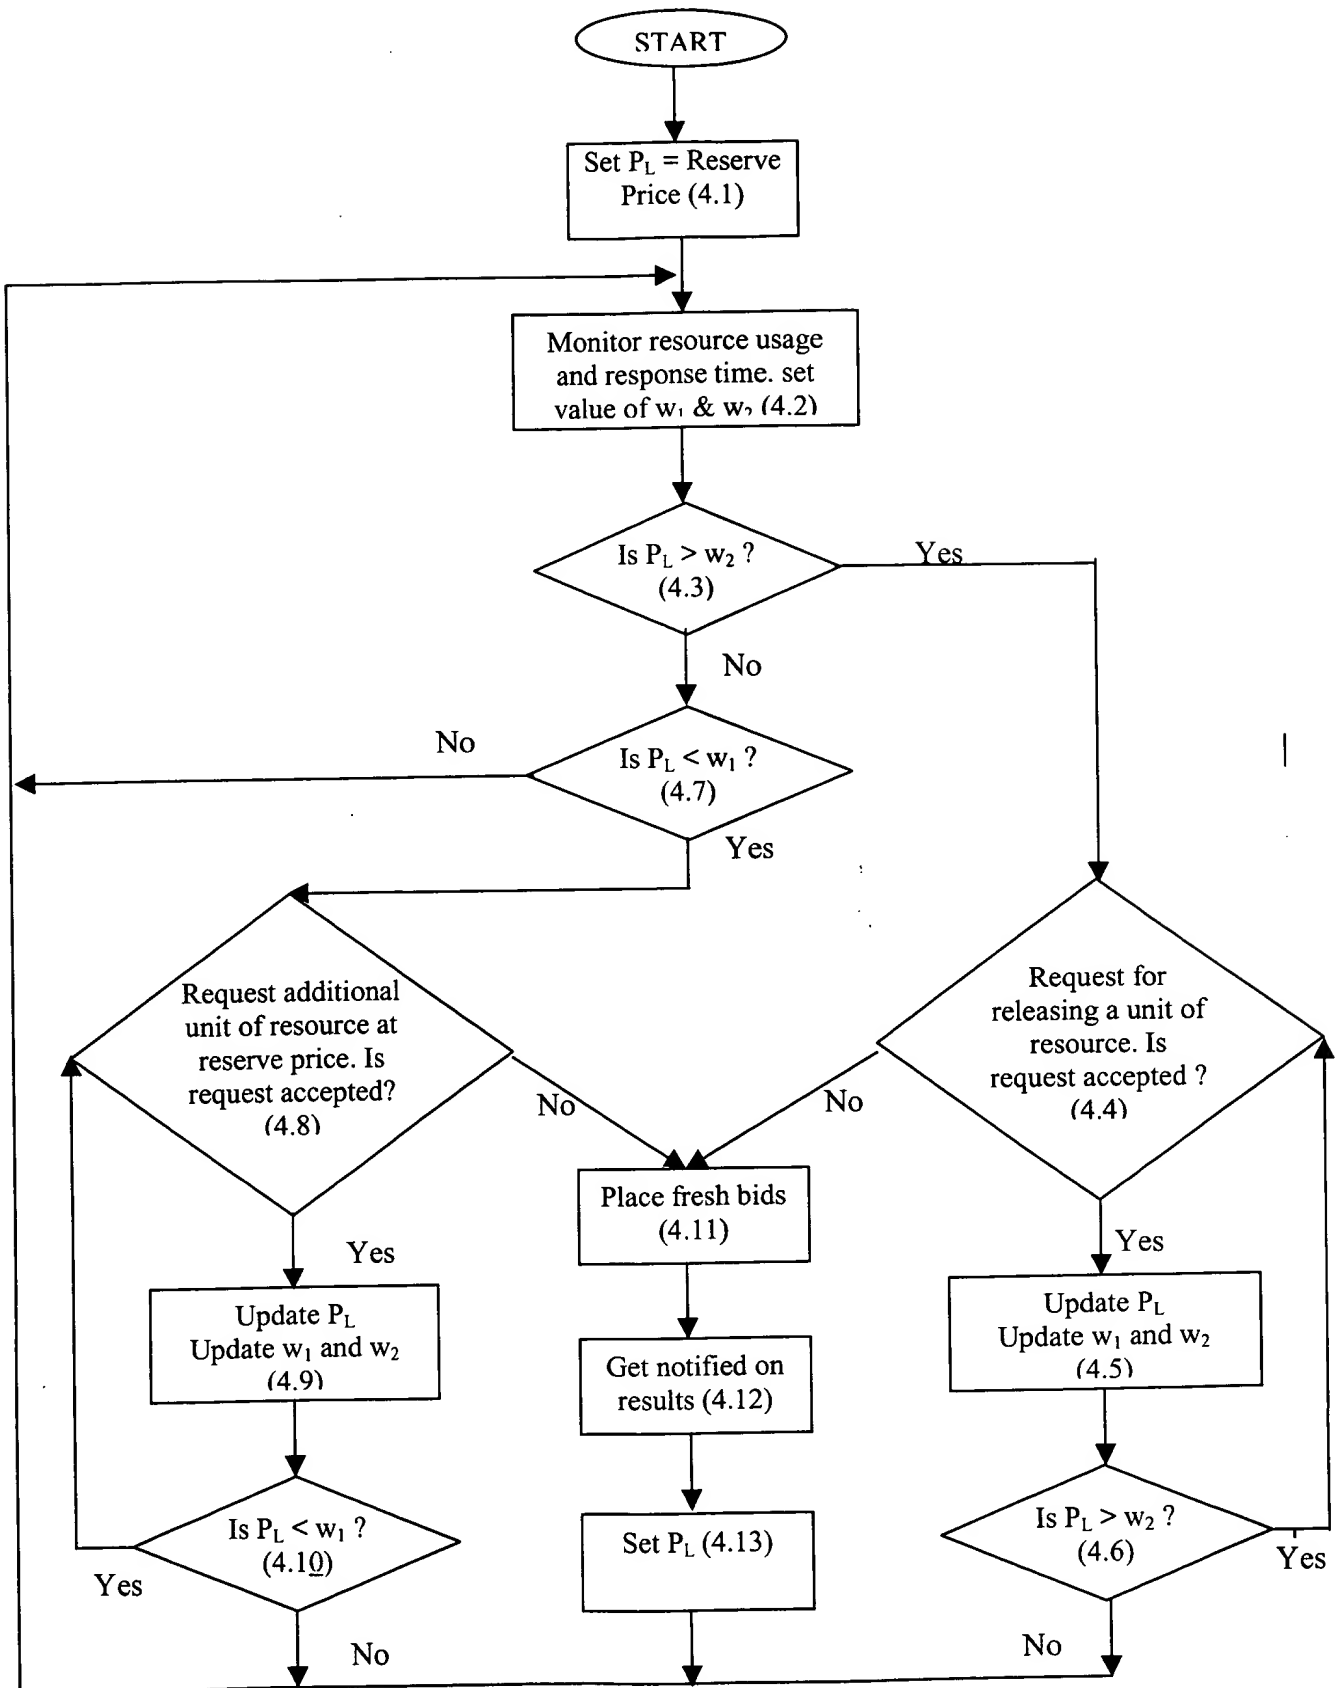 START
Set P_L = Reserve
Price (4.1)
Monitor resource usage
and response time. set
value of w₁ & w₂ (4.2)
Is P_L > w₂ ?
(4.3)
Yes
No
Is P_L < w₁ ?
(4.7)
No
Yes
Request additional
unit of resource at
reserve price. Is
request accepted?
(4.8)
No
Yes
Request for
releasing a unit of
resource. Is
request accepted ?
(4.4)
No
Yes
Place fresh bids
(4.11)
Update P_L
Update w₁ and w₂
(4.9)
Get notified on
results (4.12)
Update P_L
Update w₁ and w₂
(4.5)
Is P_L < w₁ ?
(4.10)
Yes
No
Set P_L (4.13)
Is P_L > w₂ ?
(4.6)
Yes
No